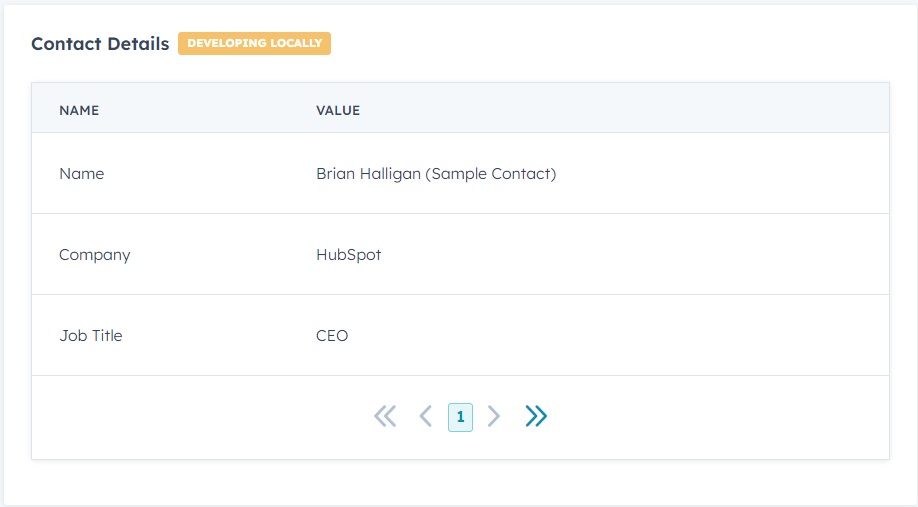 Contact Details DEVELOPING LOCALLY
NAME VALUE
Name Brian Halligan (Sample Contact)
Company HubSpot
Job Title CEO
1